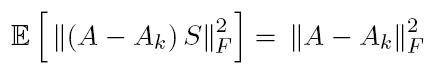 𝔼 [ ‖(A − A_k) S‖_F^2 ] = ‖A − A_k‖_F^2